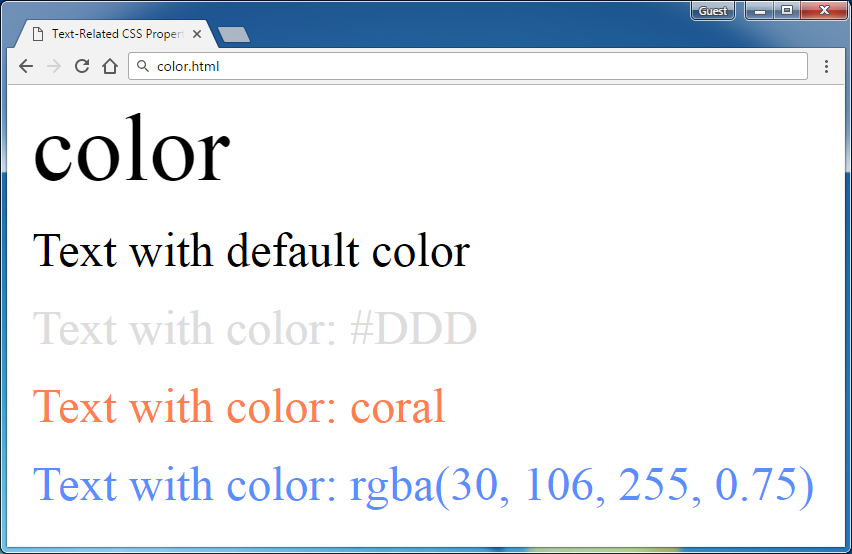 Guest
Text-Related CSS Propert
color.html
color
Text with default color
Text with color: #DDD
Text with color: coral
Text with color: rgba(30, 106, 255, 0.75)